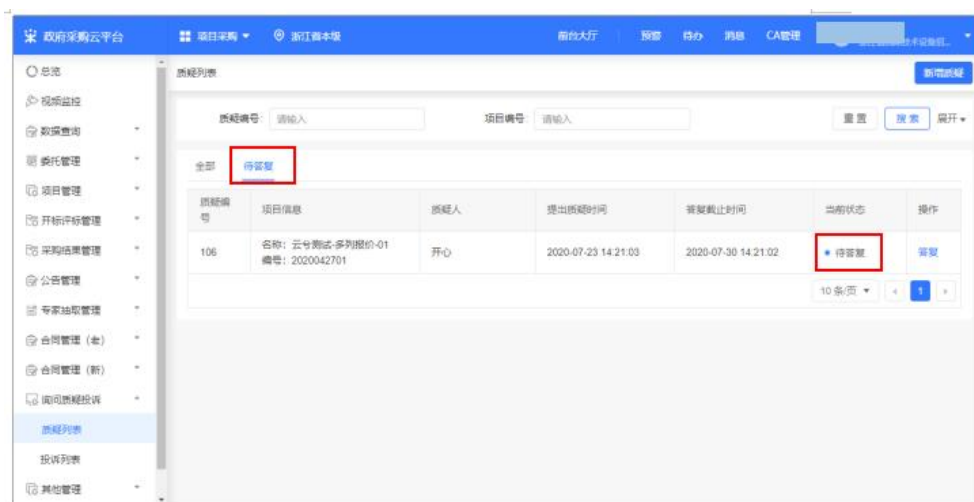 政府采购云平台
项目采购
浙江省本级
前台大厅
预警
待办
消息
CA管理
总览
视频监控
数据查询
委托管理
项目管理
开标评标管理
采购结果管理
公告管理
专家抽取管理
合同管理（老）
合同管理（新）
询问质疑投诉
质疑列表
投诉列表
其他管理
质疑列表
新增质疑
质疑编号： 请输入
项目编号 请输入
重置
搜索
展开
全部
待答复
质疑编号 项目信息 质疑人 提出质疑时间 答复截止时间 当前状态 操作
106 名称：云号测试-多列报价-01 开心 2020-07-23 14:21:03 2020-07-30 14:21:02 待答复 答复
编号：2020042701
10 条/页
1